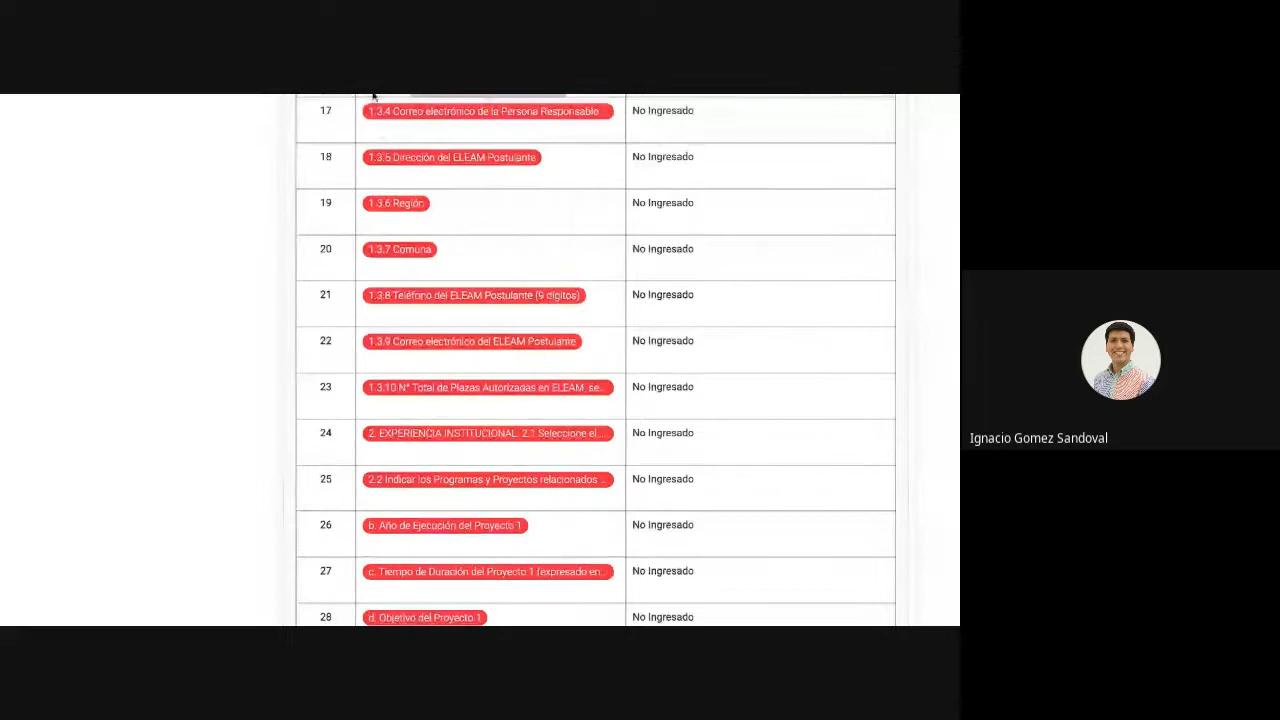 17 1.3.4 Correo electrónico de la Persona Responsable No Ingresado
18 1.3.5 Dirección del ELEAM Postulante No Ingresado
19 1.3.6 Región No Ingresado
20 1.3.7 Comuna No Ingresado
21 1.3.8 Teléfono del ELEAM Postulante (9 dígitos) No Ingresado
22 1.3.9 Correo electrónico del ELEAM Postulante No Ingresado
23 1.3.10 N° Total de Plazas Autorizadas en ELEAM, se... No Ingresado
24 2. EXPERIENCIA INSTITUCIONAL. 2.1 Seleccione el... No Ingresado
25 2.2 Indicar los Programas y Proyectos relacionados ... No Ingresado
26 b. Año de Ejecución del Proyecto 1 No Ingresado
27 c. Tiempo de Duración del Proyecto 1 (expresado en... No Ingresado
28 d. Objetivo del Proyecto 1 No Ingresado
Ignacio Gomez Sandoval